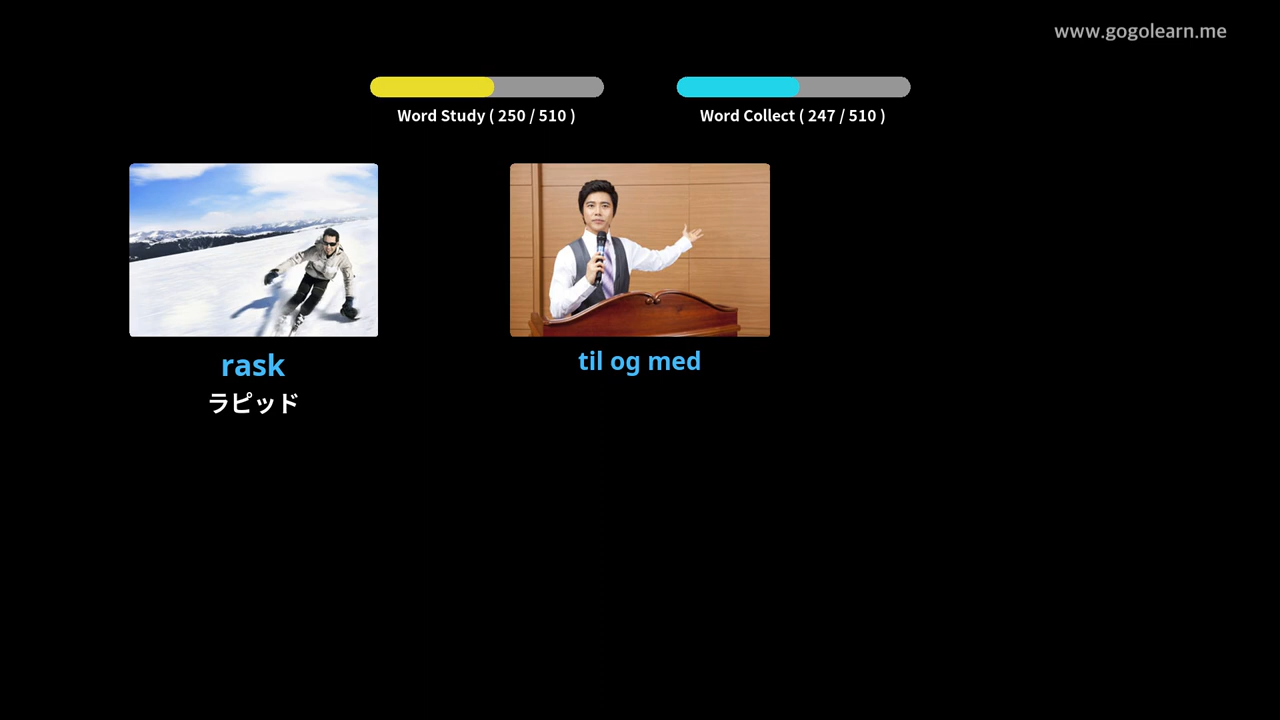 www.gogolearn.me
Word Study ( 250 / 510 )
Word Collect ( 247 / 510 )
rask
ラピッド
til og med